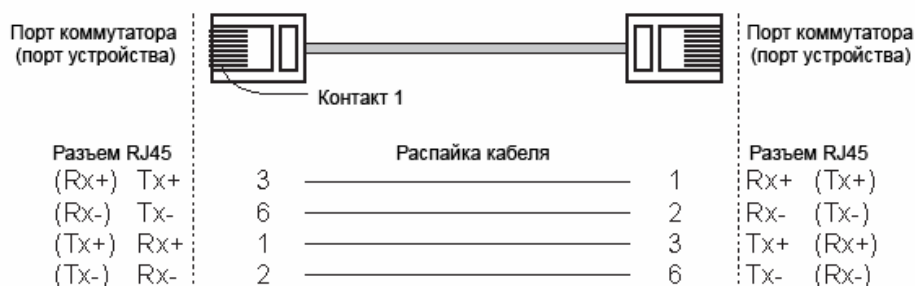 Порт коммутатора
(порт устройства)
Порт коммутатора
(порт устройства)
Контакт 1
Разъем RJ45 Распайка кабеля Разъем RJ45
(Rx+) Tx+ 3 1 Rx+ (Tx+)
(Rx-) Tx- 6 2 Rx- (Tx-)
(Tx+) Rx+ 1 3 Tx+ (Rx+)
(Tx-) Rx- 2 6 Tx- (Rx-)